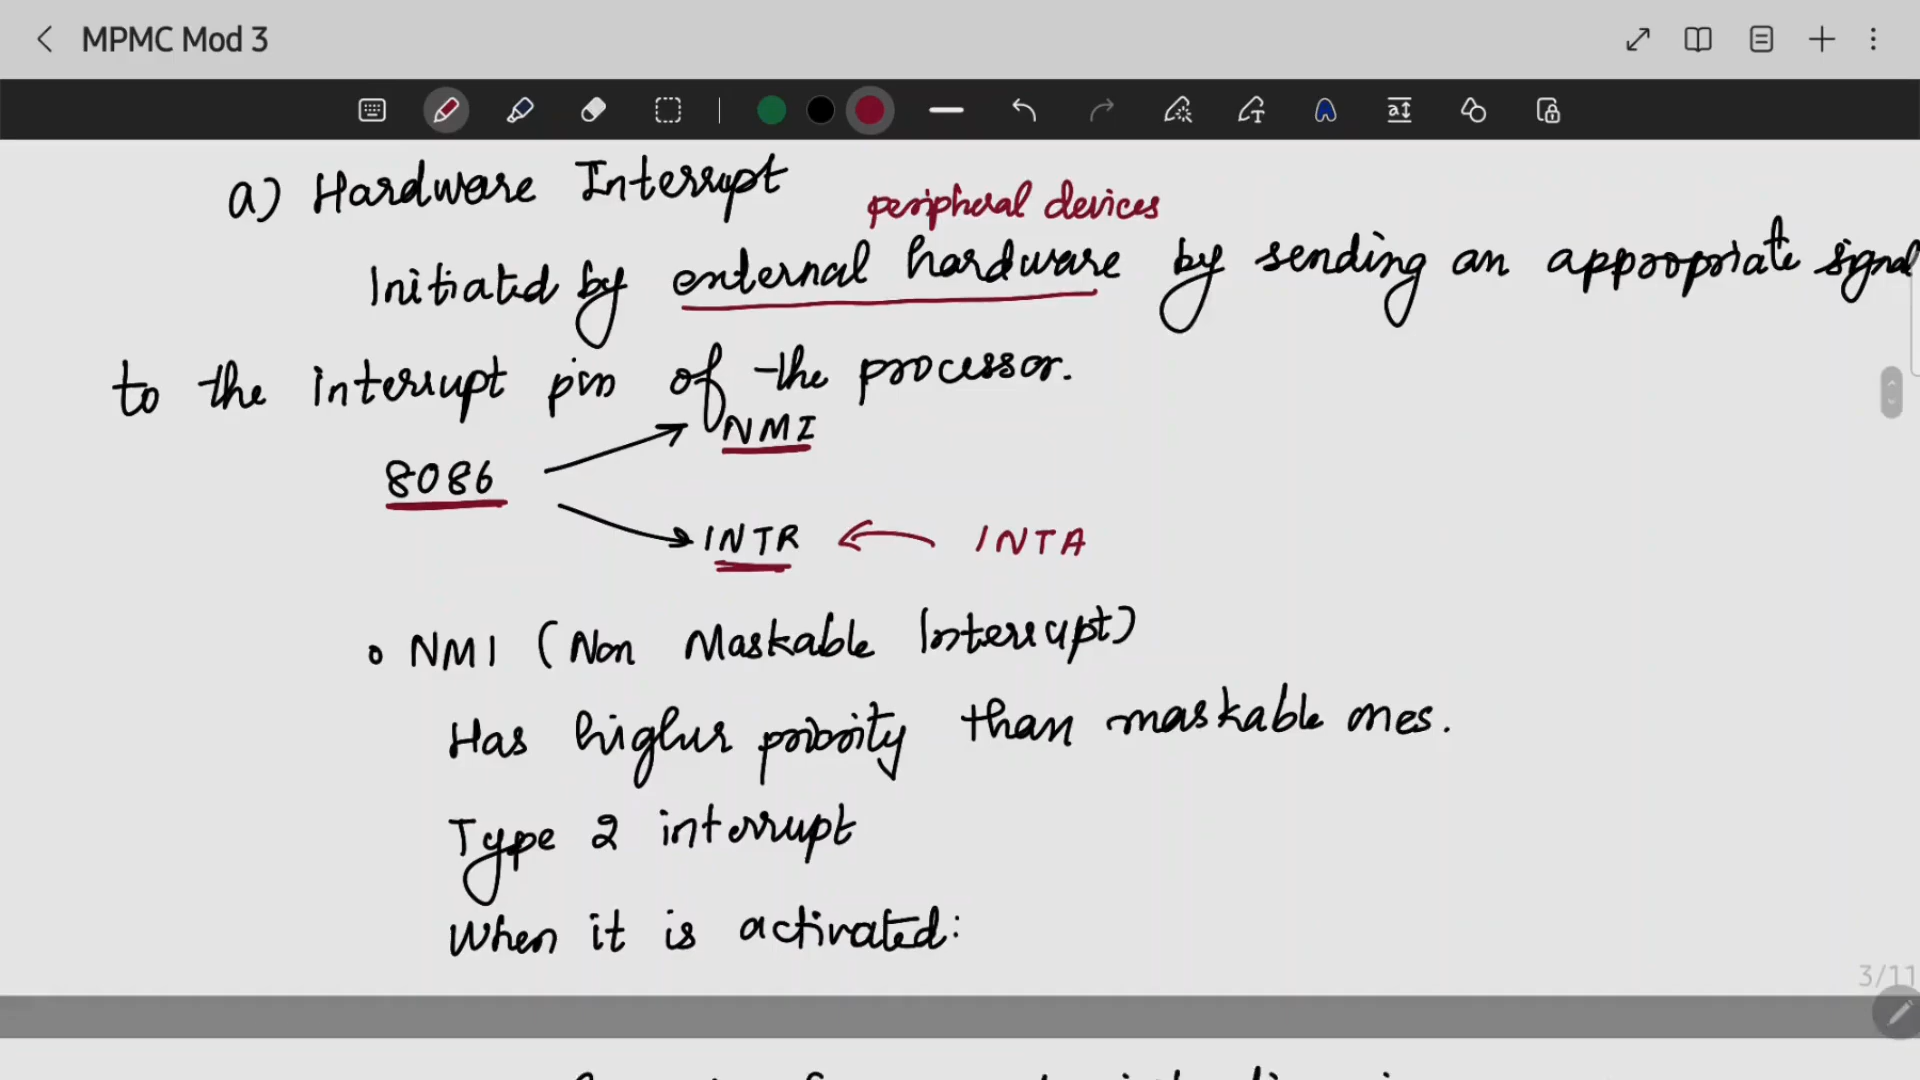 MPMC Mod 3
a) Hardware Interrupt
peripheral devices
Initiated by external hardware by sending an appropriate signal
to the interrupt pin of the processor.
NMI
8086
INTR ← INTA
• NMI (Non Maskable Interrupt)
Has higher priority than maskable ones.
Type 2 interrupt
When it is activated:
3/11